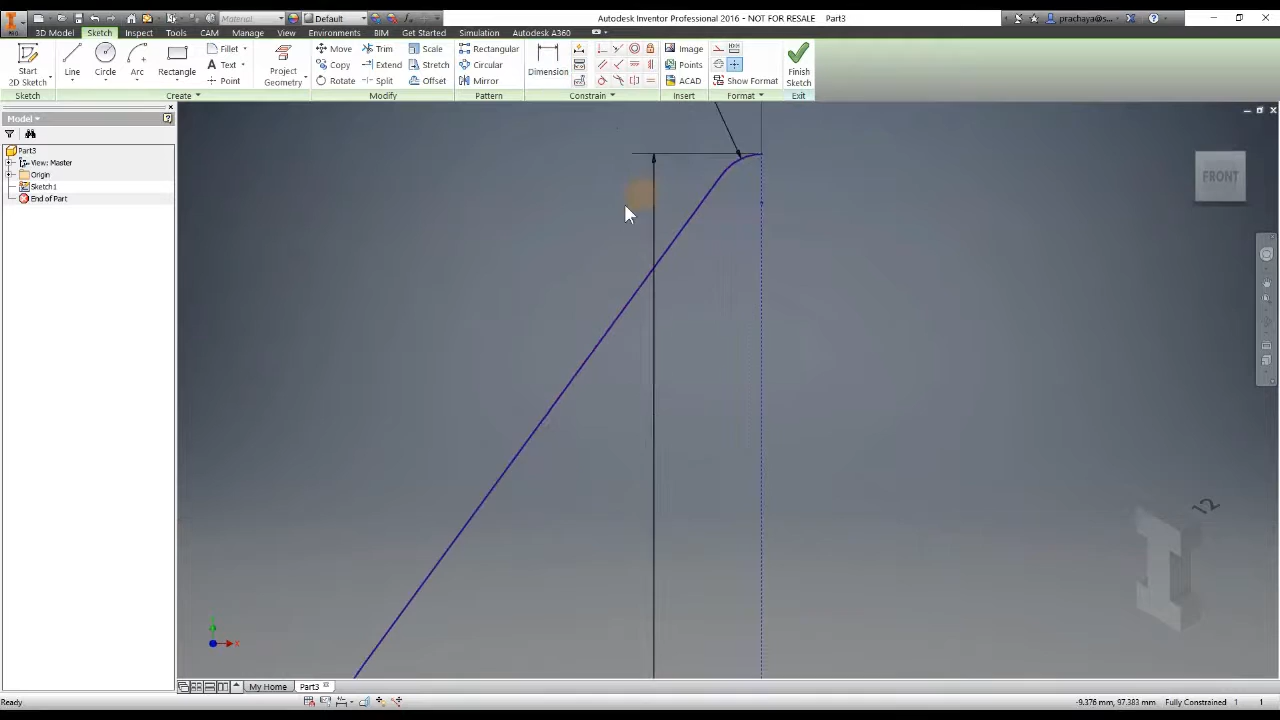 Material
Default
Autodesk Inventor Professional 2016 - NOT FOR RESALE Part3
prachaya@s...
3D Model Sketch Inspect Tools CAM Manage View Environments BIM Get Started Simulation Autodesk A360
Start
2D Sketch
Line
Circle
Arc
Rectangle
Fillet
Text
Point
Project
Geometry
Move
Copy
Rotate
Trim
Extend
Split
Scale
Stretch
Offset
Rectangular
Circular
Mirror
Dimension
Image
Points
ACAD
Show Format
Finish
Sketch
Sketch Create Modify Pattern Constrain Insert Format Exit
Model
Part3
View: Master
Origin
Sketch1
End of Part
FRONT
12
My Home Part3
Ready
-9.376 mm, 97.383 mm Fully Constrained 1 1